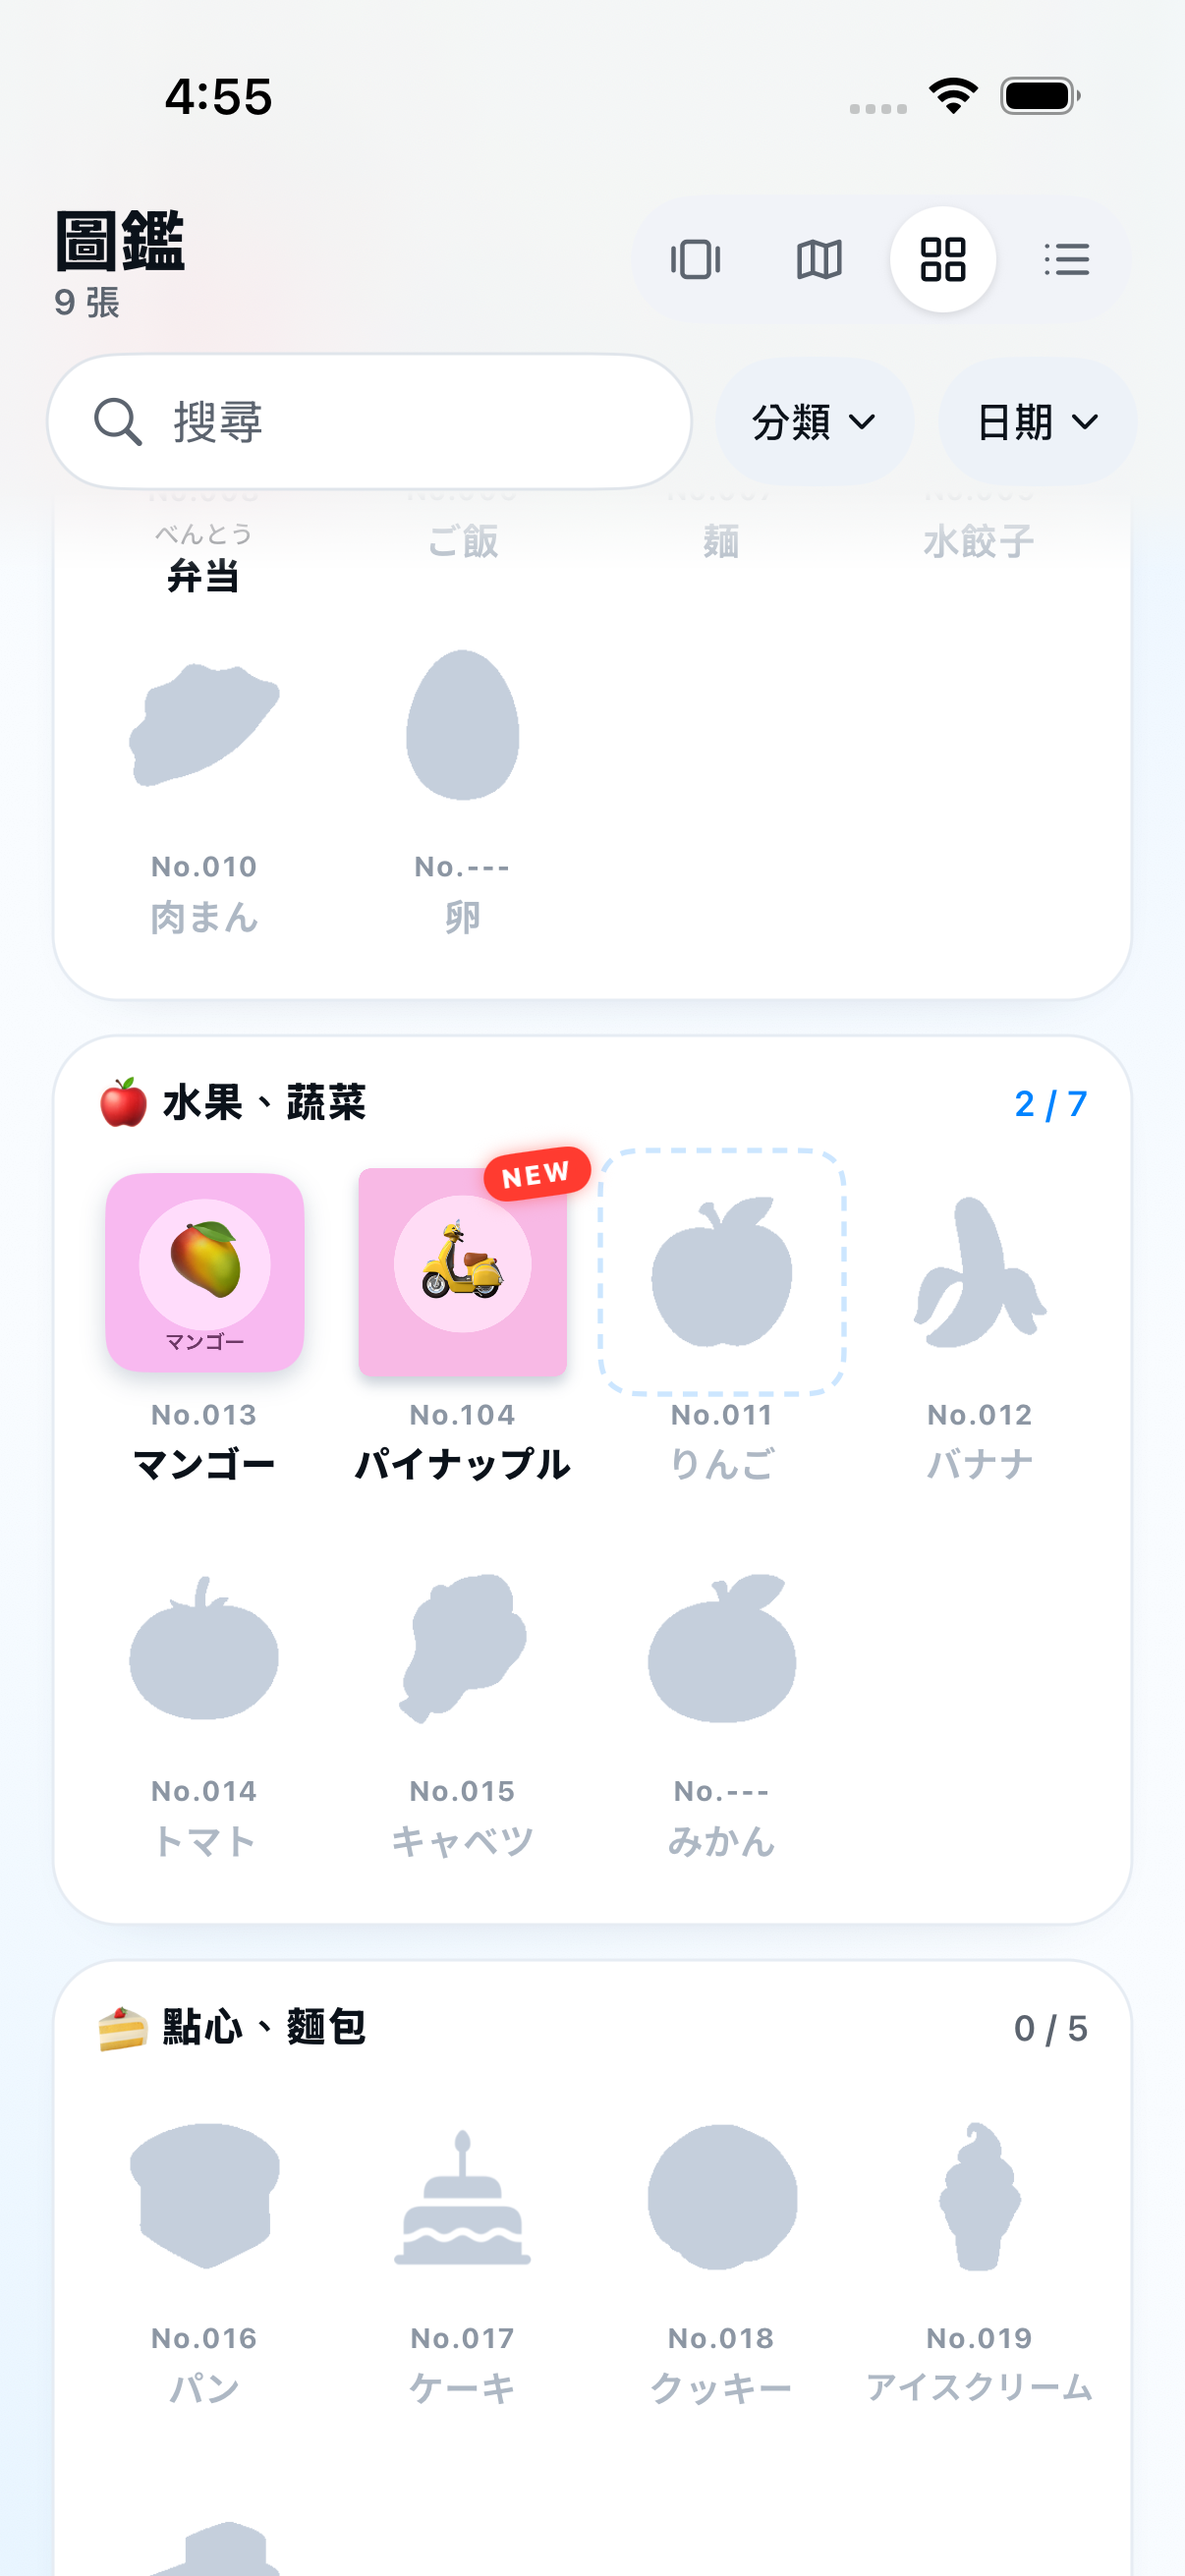 4:55
圖鑑
9 張
搜尋
分類
日期
べんとう
弁当
ご飯
麺
水餃子
No.010
肉まん
No.---
卵
水果、蔬菜
2 / 7
NEW
マンゴー
No.013
マンゴー
No.104
パイナップル
No.011
りんご
No.012
バナナ
No.014
トマト
No.015
キャベツ
No.---
みかん
點心、麵包
0 / 5
No.016
パン
No.017
ケーキ
No.018
クッキー
No.019
アイスクリーム